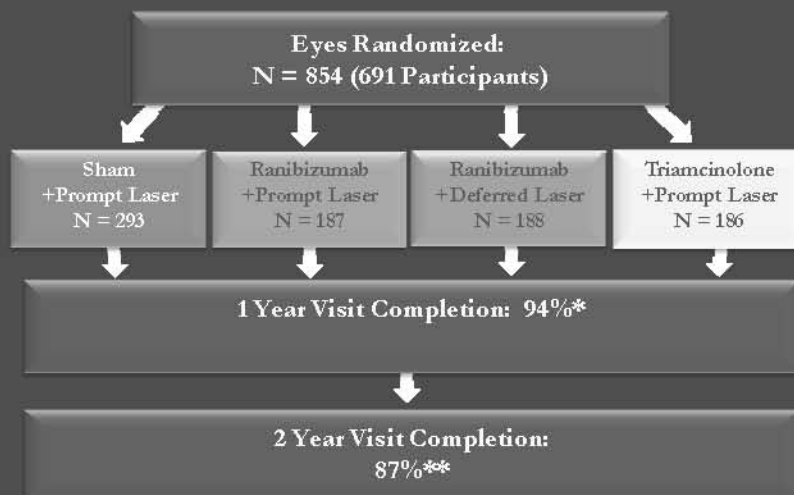 Eyes Randomized:
N = 854 (691 Participants)
Sham
+Prompt Laser
N = 293
Ranibizumab
+Prompt Laser
N = 187
Ranibizumab
+Deferred Laser
N = 188
Triamcinolone
+Prompt Laser
N = 186
1 Year Visit Completion: 94%*
2 Year Visit Completion:
87%**